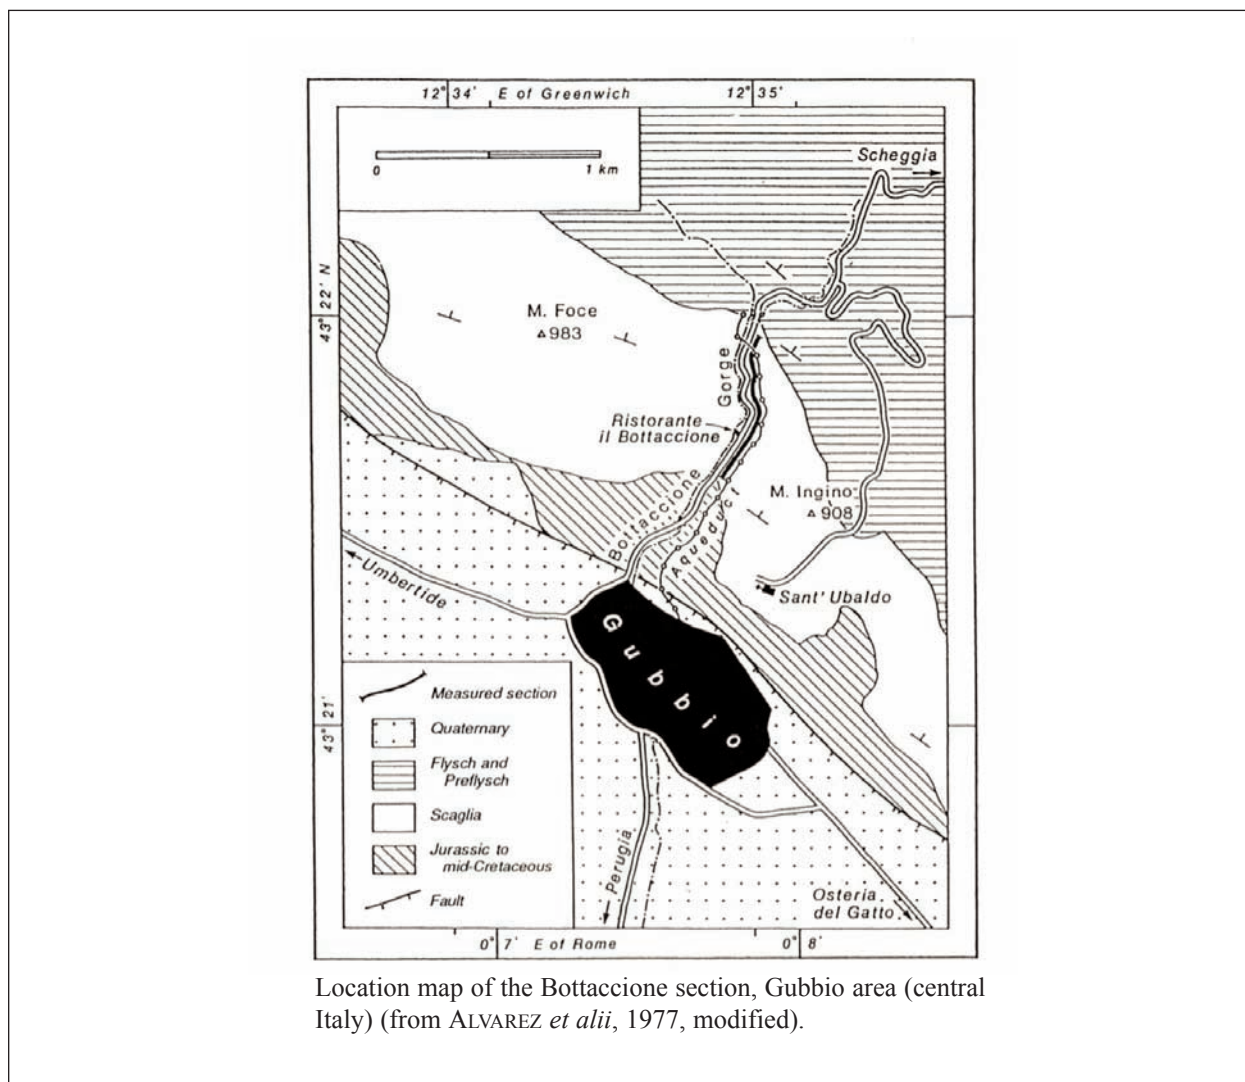 12° 34' E of Greenwich 12° 35'
Scheggia
0 1 km
43° 22' N
M. Foce
983
Gorge
Ristorante
il Bottaccione
Bottaccione
M. Ingino
908
Aqueduct
Umbertide
Sant' Ubaldo
Gubbio
Measured section
43° 21'
Quaternary
Flysch and
Preflysch
Scaglia
Jurassic to
mid-Cretaceous
Fault
Perugia
Osteria
del Gatto
0° 7' E of Rome 0° 8'
Location map of the Bottaccione section, Gubbio area (central
Italy) (from ALVAREZ et alii, 1977, modified).